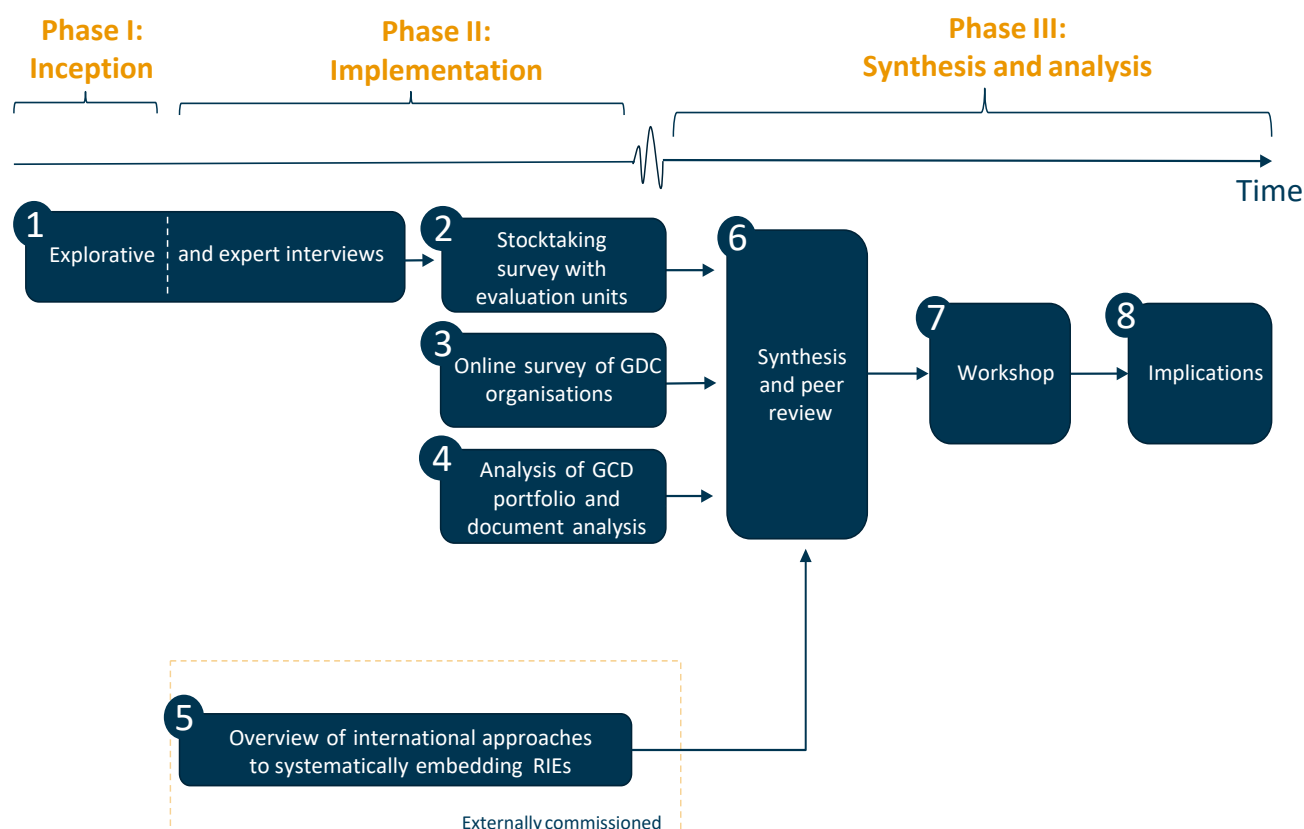 Phase I:
Inception
Phase II:
Implementation
Phase III:
Synthesis and analysis
Time
1
Explorative and expert interviews
2
Stocktaking
survey with
evaluation units
3
Online survey of GDC
organisations
4
Analysis of GCD
portfolio and
document analysis
6
Synthesis
and peer
review
7
Workshop
8
Implications
5
Overview of international approaches
to systematically embedding RIEs
Externally commissioned